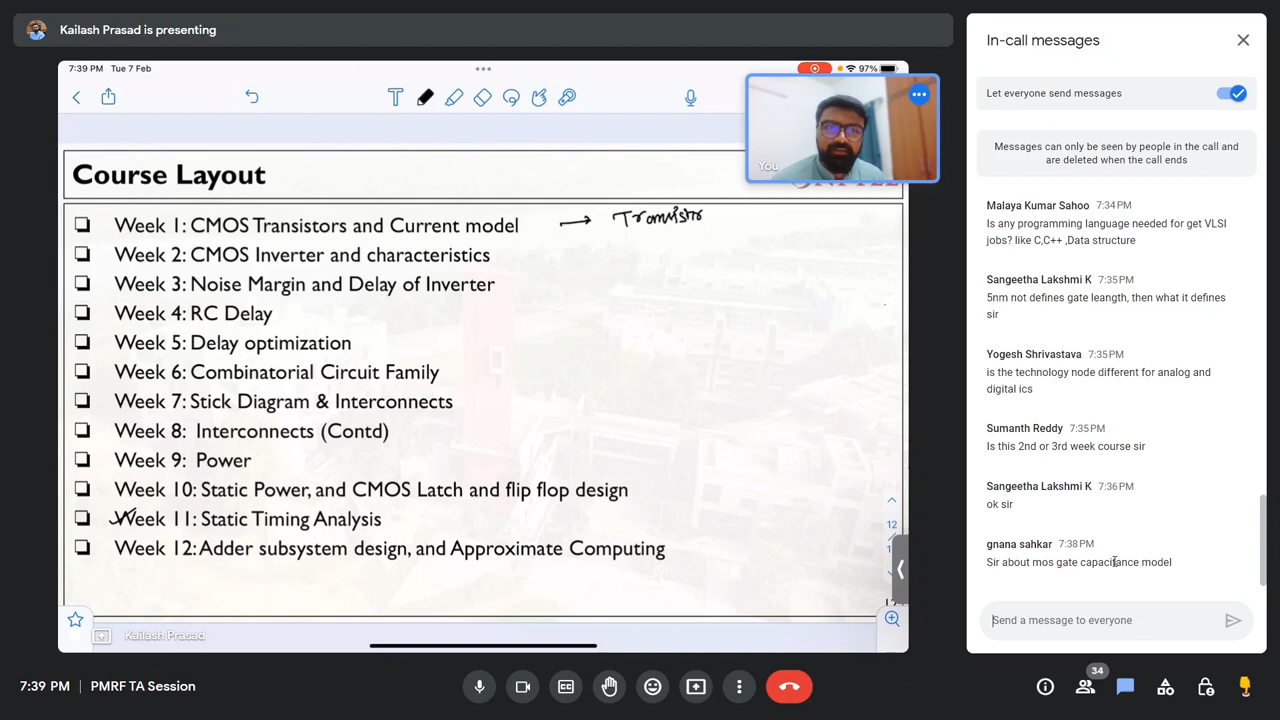 Kailash Prasad is presenting
7:39 PM Tue 7 Feb
97%
You
Course Layout
Week 1: CMOS Transistors and Current model → Transistor
Week 2: CMOS Inverter and characteristics
Week 3: Noise Margin and Delay of Inverter
Week 4: RC Delay
Week 5: Delay optimization
Week 6: Combinatorial Circuit Family
Week 7: Stick Diagram & Interconnects
Week 8: Interconnects (Contd)
Week 9: Power
Week 10: Static Power, and CMOS Latch and flip flop design
Week 11: Static Timing Analysis
Week 12: Adder subsystem design, and Approximate Computing
12
Kailash Prasad
In-call messages
Let everyone send messages
Messages can only be seen by people in the call and
are deleted when the call ends
Malaya Kumar Sahoo 7:34 PM
Is any programming language needed for get VLSI
jobs? like C,C++ ,Data structure
Sangeetha Lakshmi K 7:35 PM
5nm not defines gate leangth, then what it defines
sir
Yogesh Shrivastava 7:35 PM
is the technology node different for analog and
digital ics
Sumanth Reddy 7:35 PM
Is this 2nd or 3rd week course sir
Sangeetha Lakshmi K 7:36 PM
ok sir
gnana sahkar 7:38 PM
Sir about mos gate capacitance model
Send a message to everyone
7:39 PM | PMRF TA Session
34